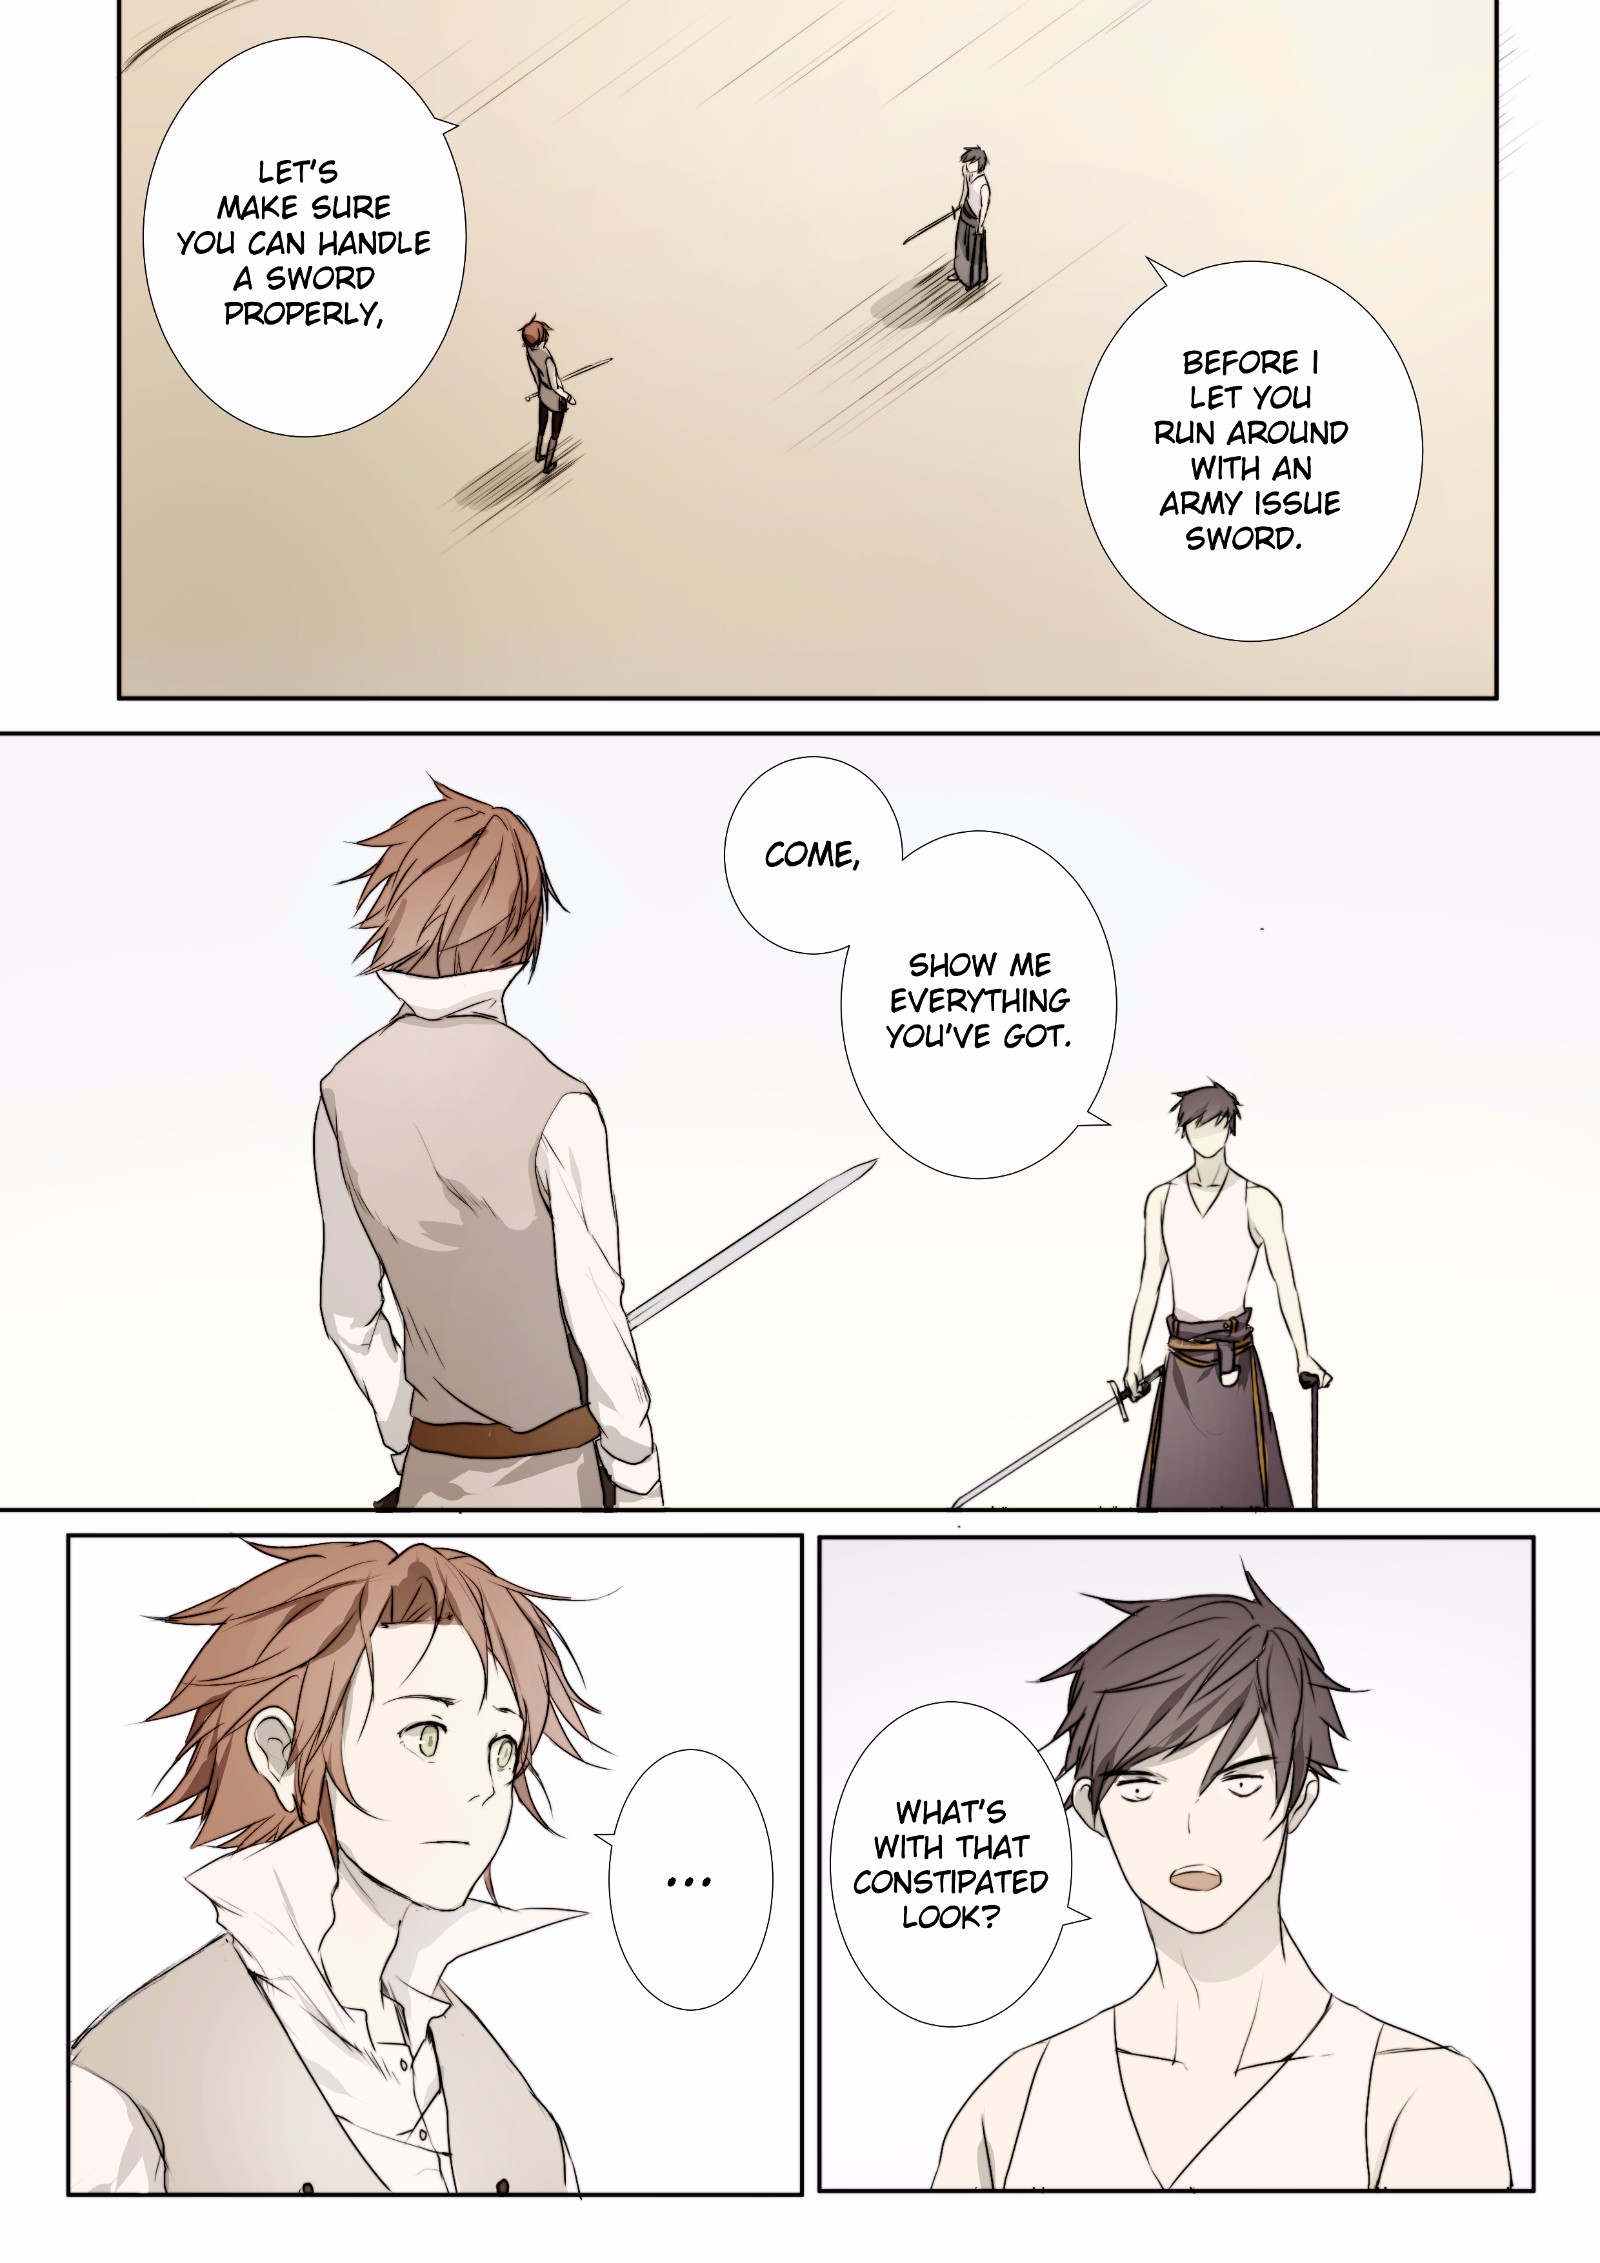 LET'S
MAKE SURE
YOU CAN HANDLE
A SWORD
PROPERLY,
BEFORE I
LET YOU
RUN AROUND
WITH AN
ARMY ISSUE
SWORD.
COME,
SHOW ME
EVERYTHING
YOU'VE GOT.
...
WHAT'S
WITH THAT
CONSTIPATED
LOOK?